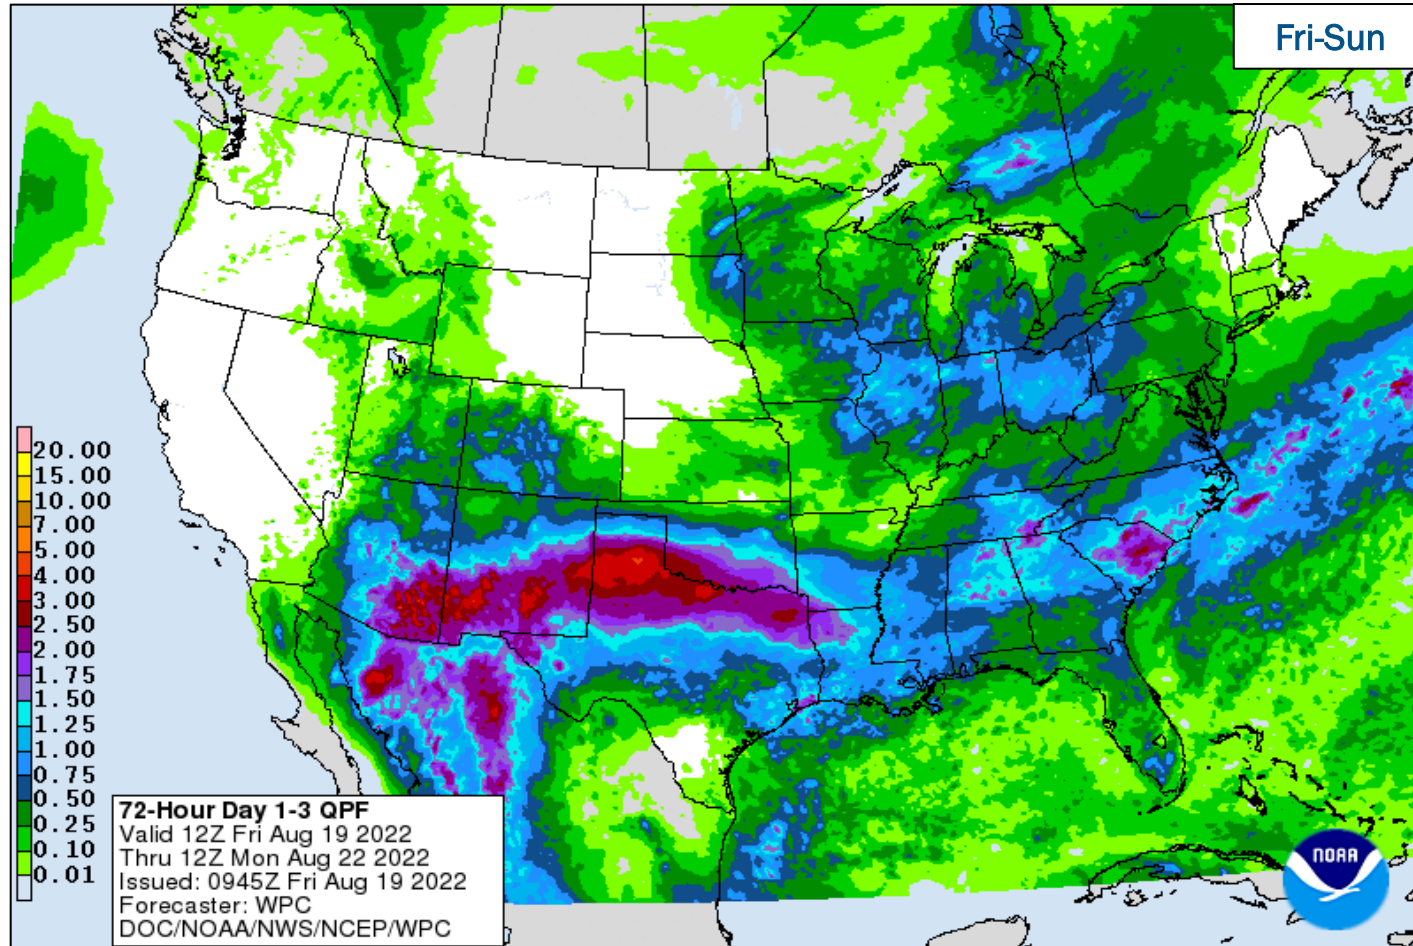 Fri-Sun
20.00
15.00
10.00
7.00
5.00
4.00
3.00
2.50
2.00
1.75
1.50
1.25
1.00
0.75
0.50
0.25
0.10
0.01
72-Hour Day 1-3 QPF
Valid 12Z Fri Aug 19 2022
Thru 12Z Mon Aug 22 2022
Issued: 0945Z Fri Aug 19 2022
Forecaster: WPC
DOC/NOAA/NWS/NCEP/WPC
NOAA